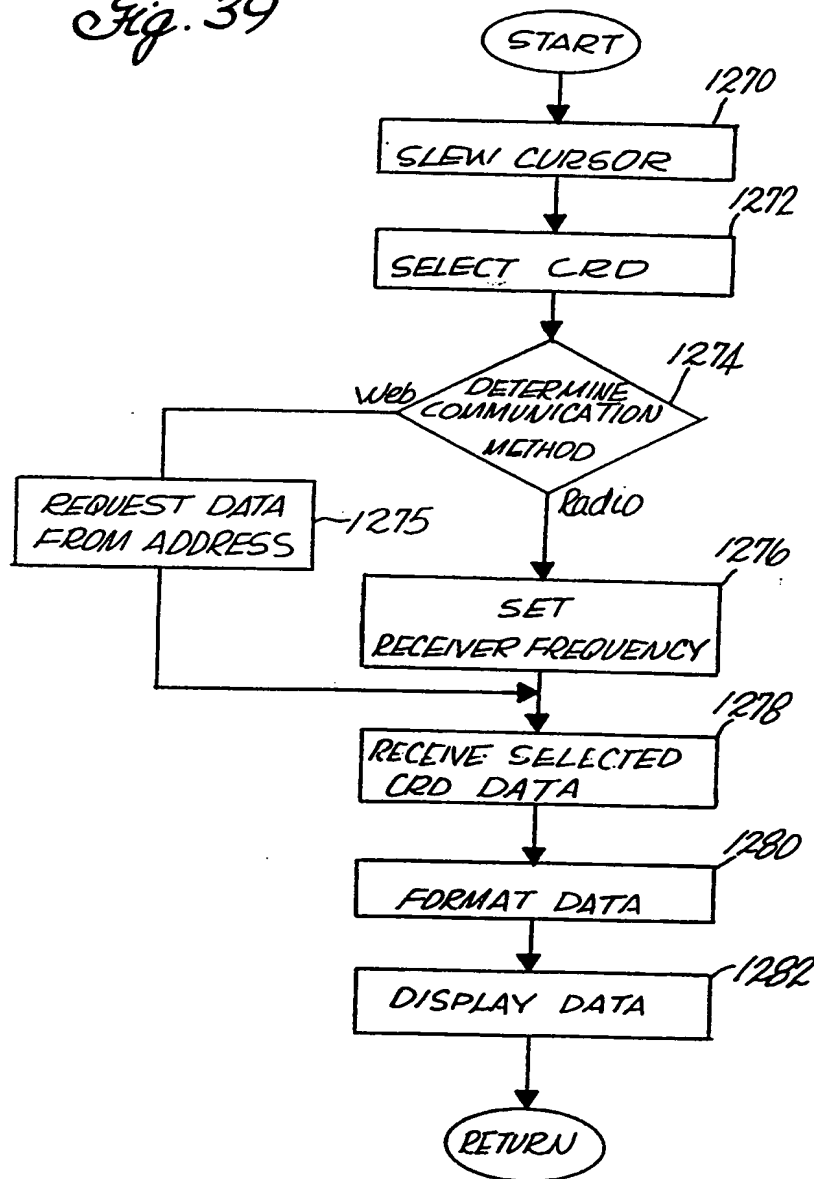 Fig. 39
START
1270
SLEW CURSOR
1272
SELECT CRD
1274
Web
DETERMINE
COMMUNICATION
METHOD
Radio
REQUEST DATA
FROM ADDRESS
1275
1276
SET
RECEIVER FREQUENCY
1278
RECEIVE SELECTED
CRD DATA
1280
FORMAT DATA
1282
DISPLAY DATA
RETURN